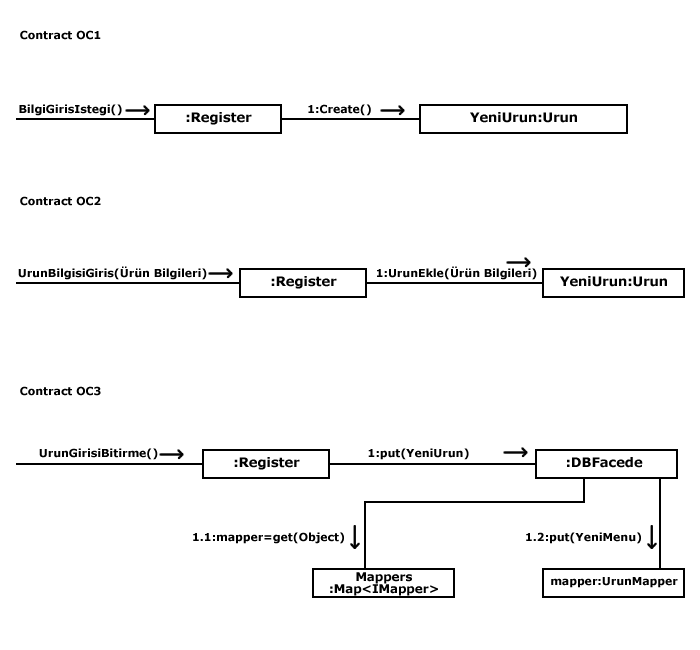 Contract OC1
BilgiGirisIstegi()
:Register
1:Create()
YeniUrun:Urun
Contract OC2
UrunBilgisiGiris(Ürün Bilgileri)
:Register
1:UrunEkle(Ürün Bilgileri)
YeniUrun:Urun
Contract OC3
UrunGirisiBitirme()
:Register
1:put(YeniUrun)
:DBFacede
1.1:mapper=get(Object)
1.2:put(YeniMenu)
Mappers
:Map<IMapper>
mapper:UrunMapper